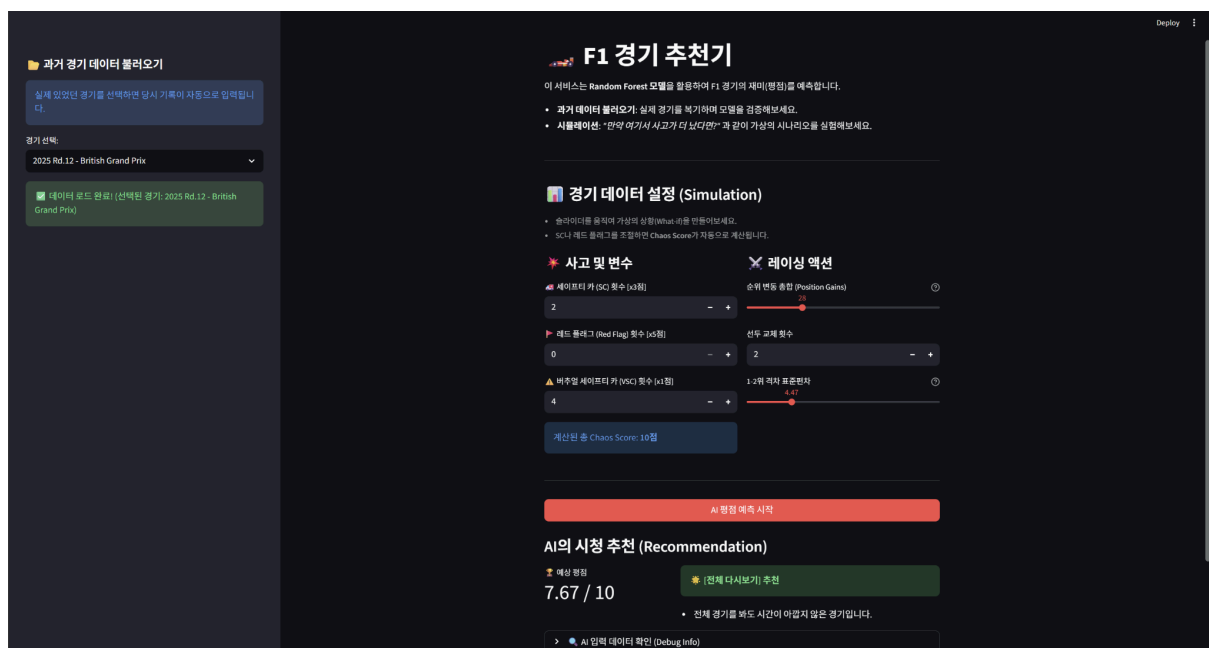 Deploy
📂 과거 경기 데이터 불러오기
실제 있었던 경기를 선택하면 당시 기록이 자동으로 입력됩니
다.
경기 선택:
2025 Rd.12 - British Grand Prix
✅ 데이터 로드 완료! (선택된 경기: 2025 Rd.12 - British
Grand Prix)
🏎️ F1 경기 추천기
이 서비스는 Random Forest 모델을 활용하여 F1 경기의 재미(평점)를 예측합니다.
• 과거 데이터 불러오기: 실제 경기를 복기하며 모델을 검증해보세요.
• 시뮬레이션: "만약 여기서 사고가 더 났다면?" 과 같이 가상의 시나리오를 실험해보세요.
📊 경기 데이터 설정 (Simulation)
• 슬라이더를 움직여 가상의 상황(What-if)을 만들어보세요.
• SC나 레드 플래그를 조절하면 Chaos Score가 자동으로 계산됩니다.
💥 사고 및 변수
🚓 세이프티 카 (SC) 횟수 [x3점]
2
🚩 레드 플래그 (Red Flag) 횟수 [x5점]
0
⚠️ 버추얼 세이프티 카 (VSC) 횟수 [x1점]
4
계산된 총 Chaos Score: 10점
⚔️ 레이싱 액션
순위 변동 총합 (Position Gains)
28
선두 교체 횟수
2
1-2위 격차 표준편차
4.47
AI 평점 예측 시작
AI의 시청 추천 (Recommendation)
🏆 예상 평점
7.67 / 10
🌟 [전체 다시보기] 추천
• 전체 경기를 봐도 시간이 아깝지 않은 경기입니다.
🔍 AI 입력 데이터 확인 (Debug Info)